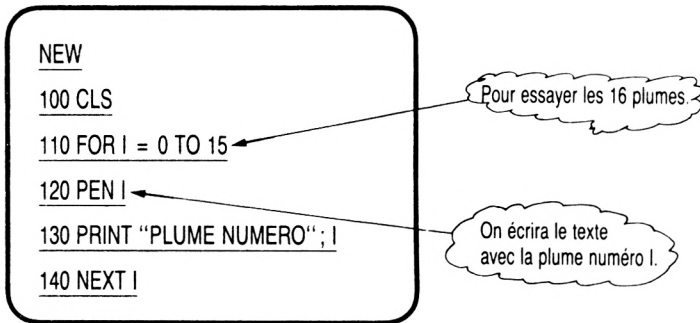 NEW
100 CLS
110 FOR I = 0 TO 15
120 PEN I
130 PRINT “PLUME NUMERO“ ; I
140 NEXT I
Pour essayer les 16 plumes.
On écrira le texte
avec la plume numéro I.